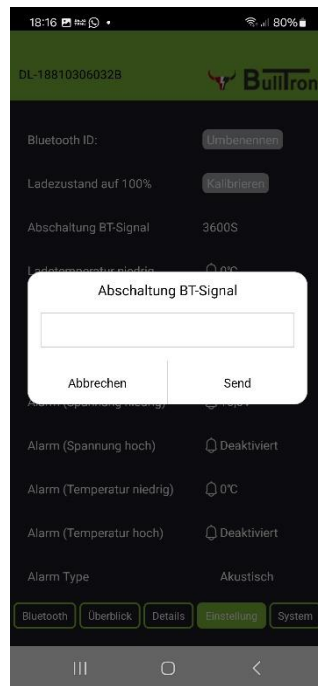 18:16 80%
DL-18810306032B BullTron
Bluetooth ID: Umbenennen
Ladezustand auf 100% Kalibrieren
Abschaltung BT-Signal 3600S
Ladetemperatur niedrig 0℃
Abschaltung BT-Signal
Abbrechen Send
Alarm (Spannung hoch) Deaktiviert
Alarm (Temperatur niedrig) 0℃
Alarm (Temperatur hoch) Deaktiviert
Alarm Type Akustisch
Bluetooth Überblick Details Einstellung System